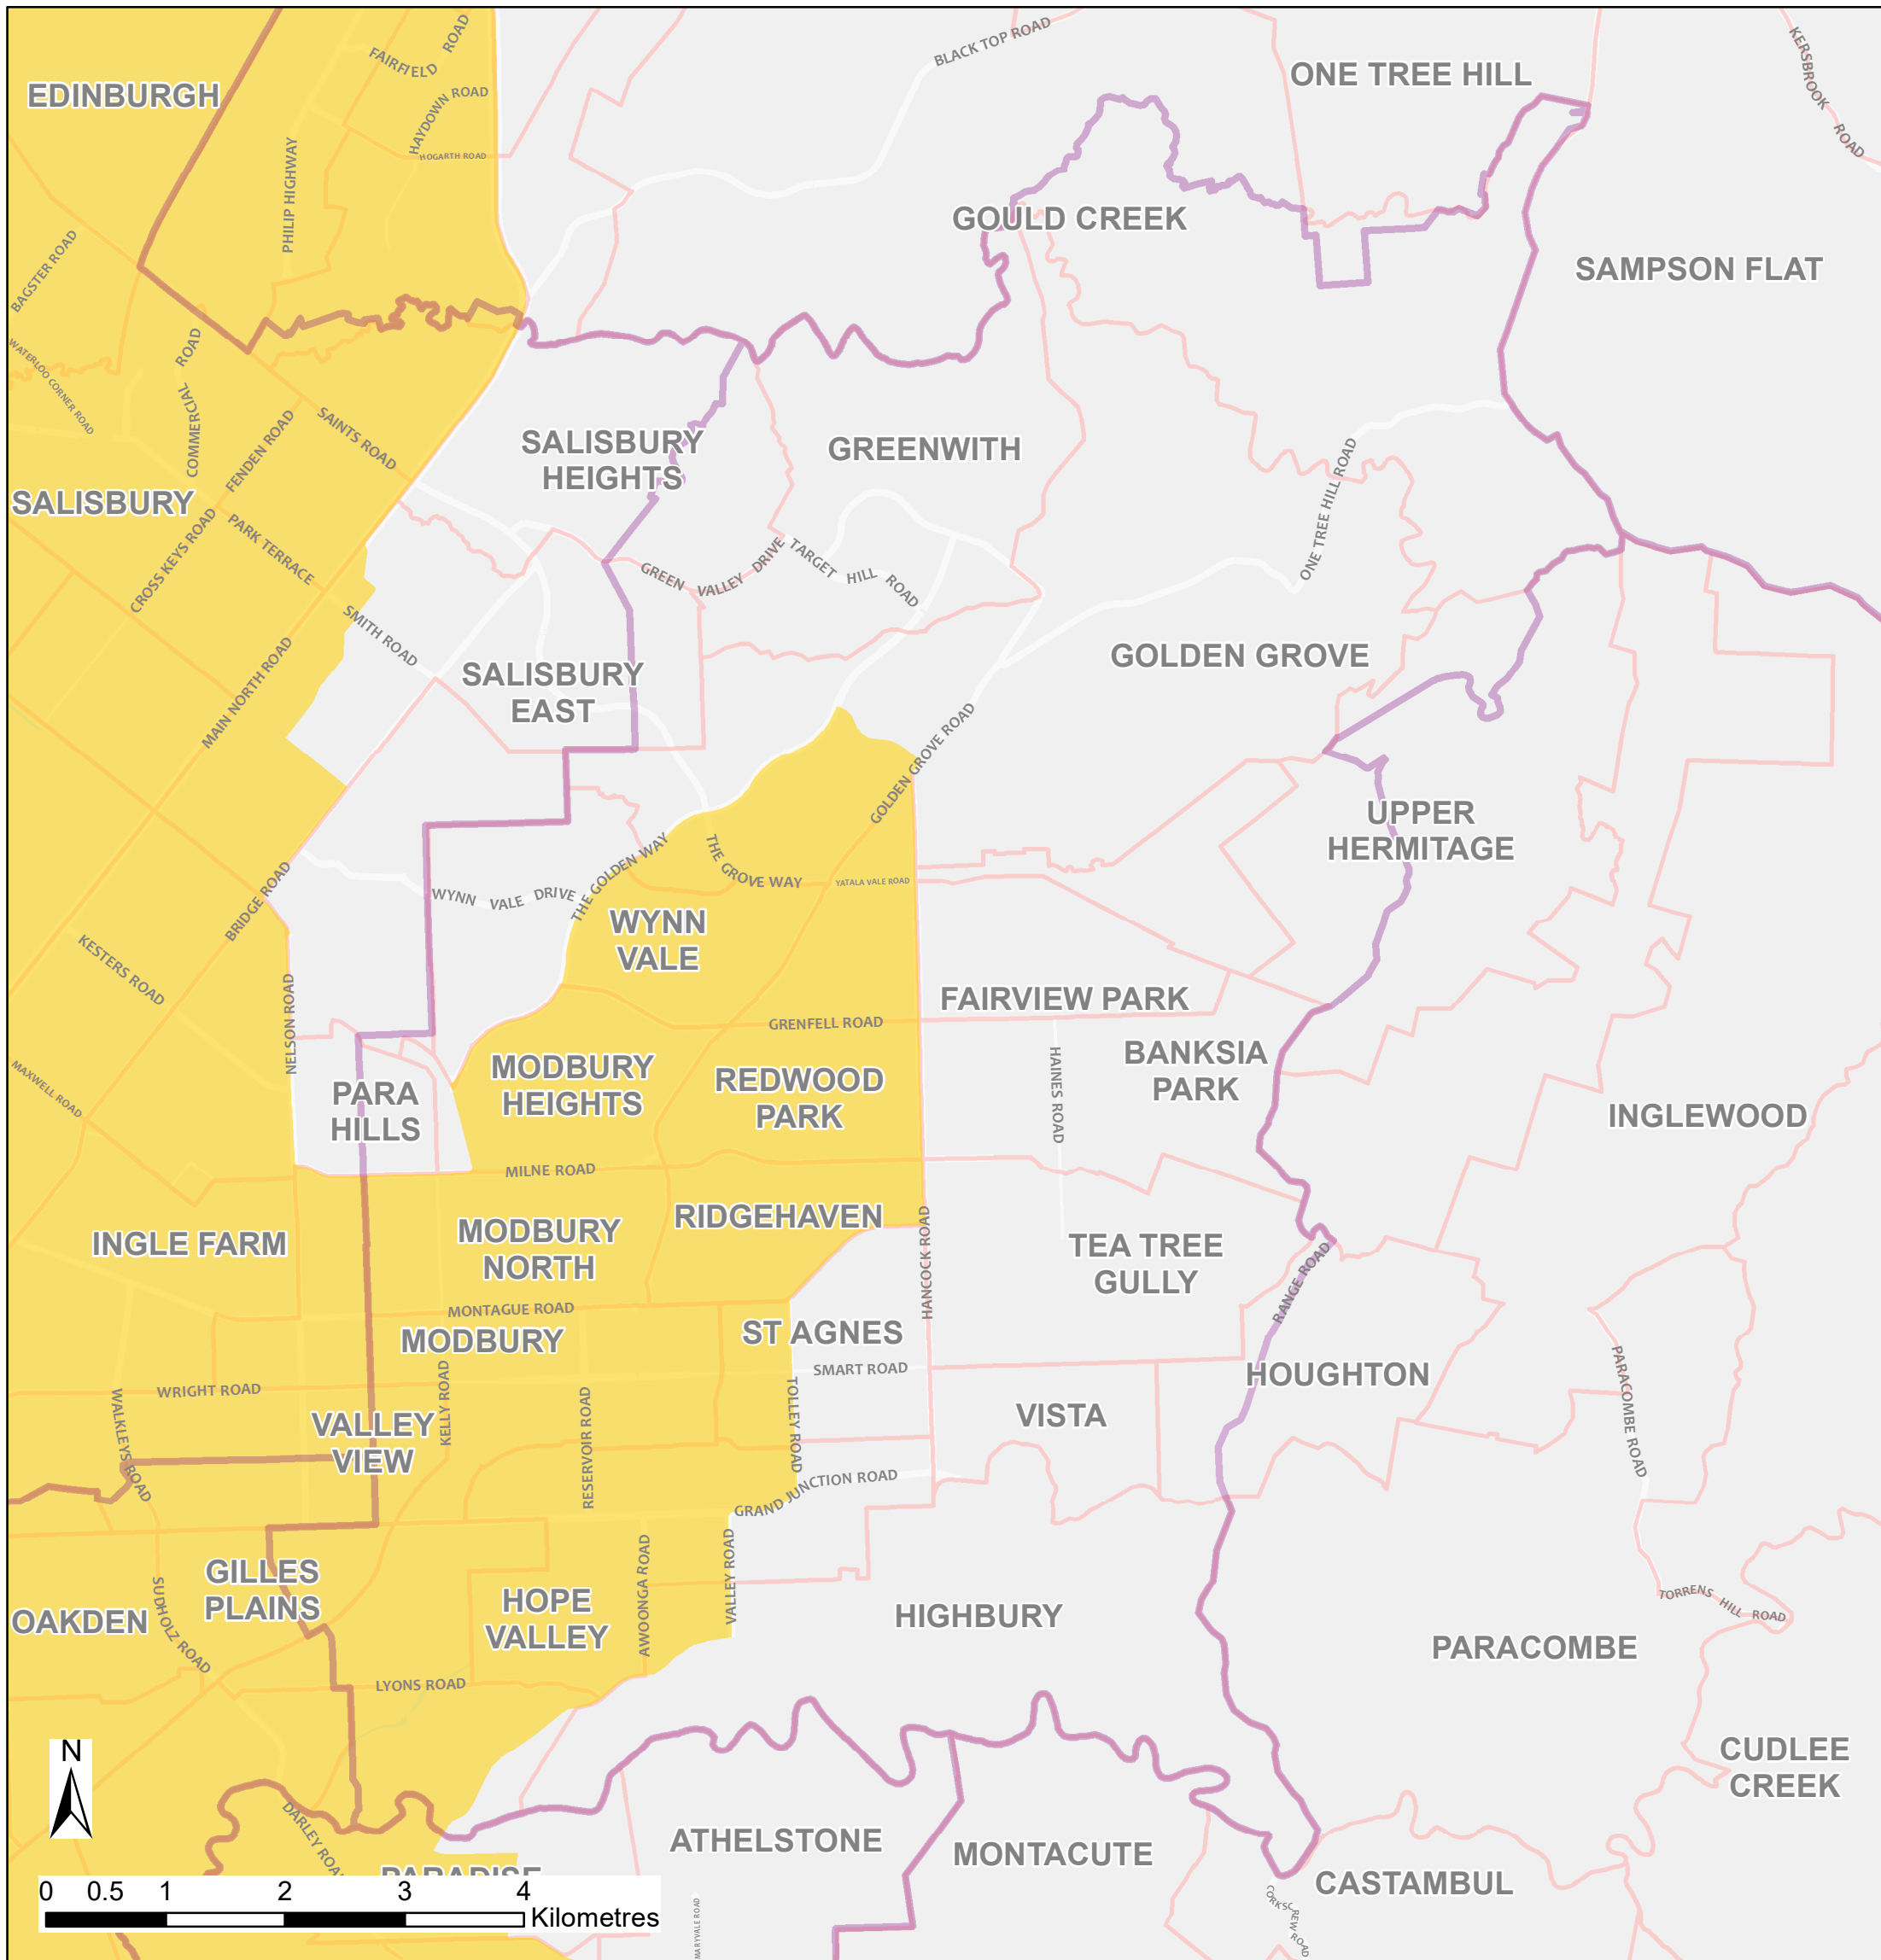 BLACK TOP ROAD
KERSBROOK ROAD
FAIRFIELD ROAD
ONE TREE HILL
EDINBURGH
HAYDOWN ROAD
HOGARTH ROAD
PHILIP HIGHWAY
GOULD CREEK
BAGSTER ROAD
SAMPSON FLAT
WATERLOO CORNER ROAD
COMMERCIAL ROAD
FENDEN ROAD
SAINTS ROAD
SALISBURY
HEIGHTS
GREENWITH
ONE TREE HILL ROAD
SALISBURY
CROSS KEYS ROAD
PARK TERRACE
GREEN VALLEY DRIVE
TARGET HILL ROAD
SMITH ROAD
GOLDEN GROVE
SALISBURY
EAST
MAIN NORTH ROAD
GOLDEN GROVE ROAD
UPPER
HERMITAGE
THE GOLDEN WAY
THE GROVE WAY
YATALA VALE ROAD
WYNN VALE DRIVE
BRIDGE ROAD
WYNN
VALE
KESTERS ROAD
NELSON ROAD
FAIRVIEW PARK
GRENFELL ROAD
MODBURY
HEIGHTS
REDWOOD
PARK
HAINES ROAD
BANKSIA
PARK
MAXWELL ROAD
PARA
HILLS
INGLEWOOD
MILNE ROAD
RIDGEHAVEN
INGLE FARM
MODBURY
NORTH
HANCOCK ROAD
TEA TREE
GULLY
RANGE ROAD
MONTAGUE ROAD
MODBURY
ST AGNES
SMART ROAD
HOUGHTON
PARACOMBE ROAD
WRIGHT ROAD
WALKLEYS ROAD
VALLEY
VIEW
KELLY ROAD
RESERVOIR ROAD
TOLLEY ROAD
VISTA
GRAND JUNCTION ROAD
GILLES
PLAINS
SUDHOLZ ROAD
HOPE
VALLEY
AWOONGA ROAD
VALLEY ROAD
OAKDEN
HIGHBURY
TORRENS HILL ROAD
PARACOMBE
LYONS ROAD
CUDLEE
CREEK
N
DARLEY ROAD
ATHELSTONE
MONTACUTE
PARADISE
CASTAMBUL
CORKSCREW ROAD
MARYVALE ROAD
0 0.5 1 2 3 4
Kilometres